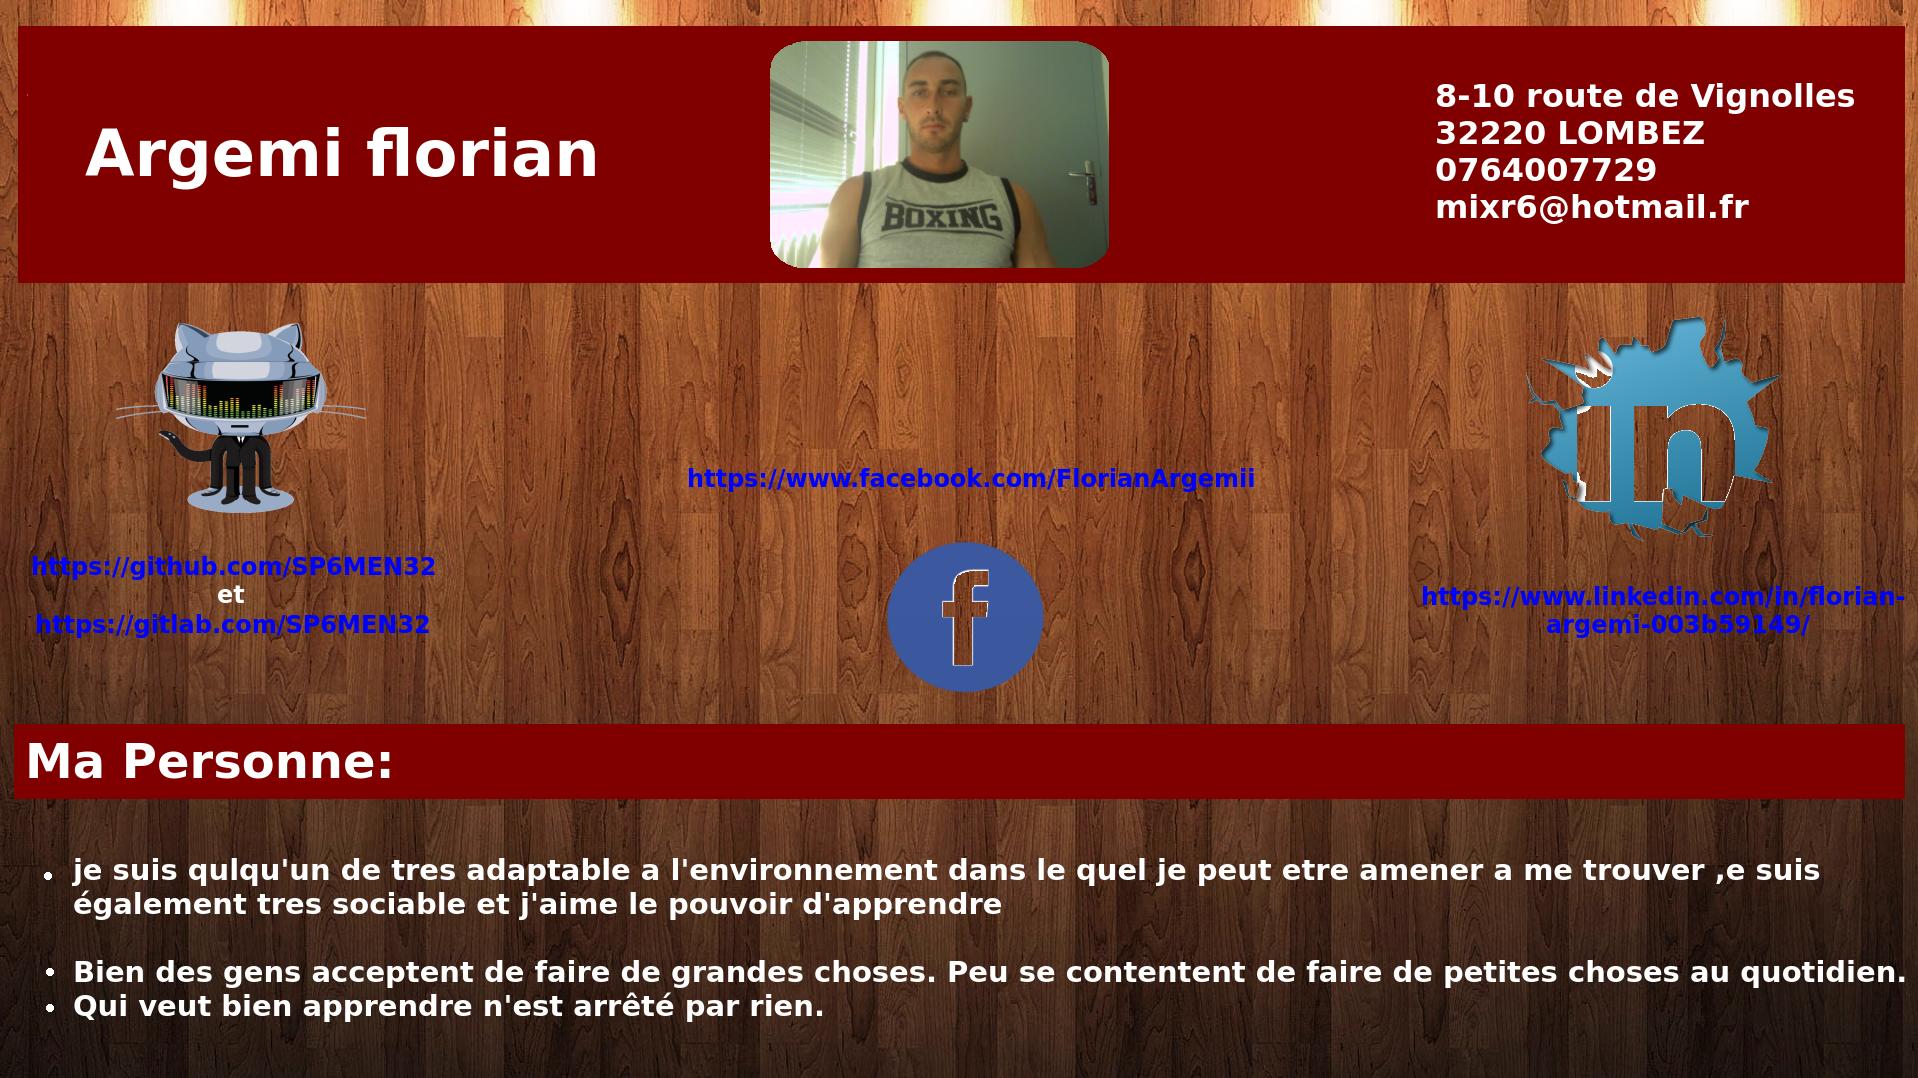 Argemi florian
BOXING
8-10 route de Vignolles
32220 LOMBEZ
0764007729
mixr6@hotmail.fr
in
https://www.facebook.com/FlorianArgemii
https://github.com/SP6MEN32
et
https://gitlab.com/SP6MEN32
f
https://www.linkedin.com/in/florian-
argemi-003b59149/
Ma Personne:
je suis qulqu'un de tres adaptable a l'environnement dans le quel je peut etre amener a me trouver ,e suis
également tres sociable et j'aime le pouvoir d'apprendre
Bien des gens acceptent de faire de grandes choses. Peu se contentent de faire de petites choses au quotidien.
Qui veut bien apprendre n'est arrêté par rien.